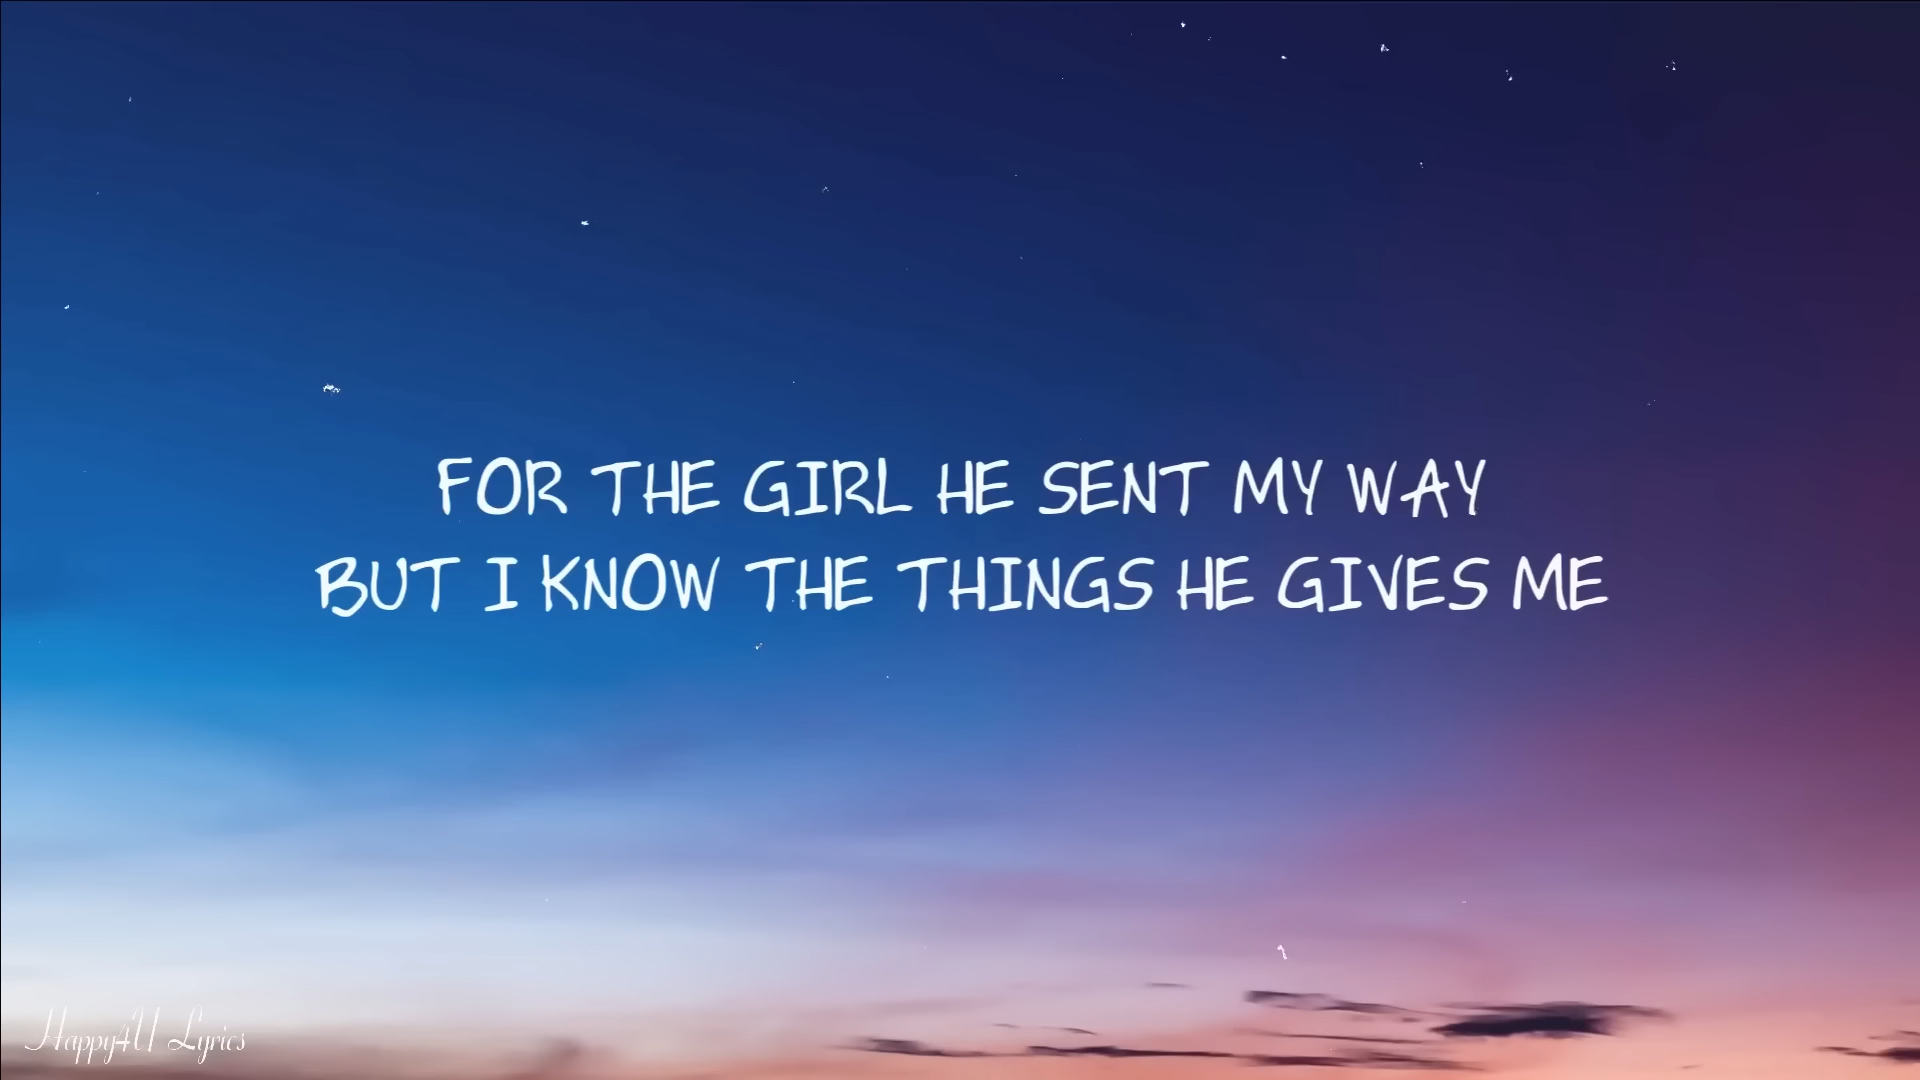 FOR THE GIRL HE SENT MY WAY
BUT I KNOW THE THINGS HE GIVES ME
Happy4U Lyrics